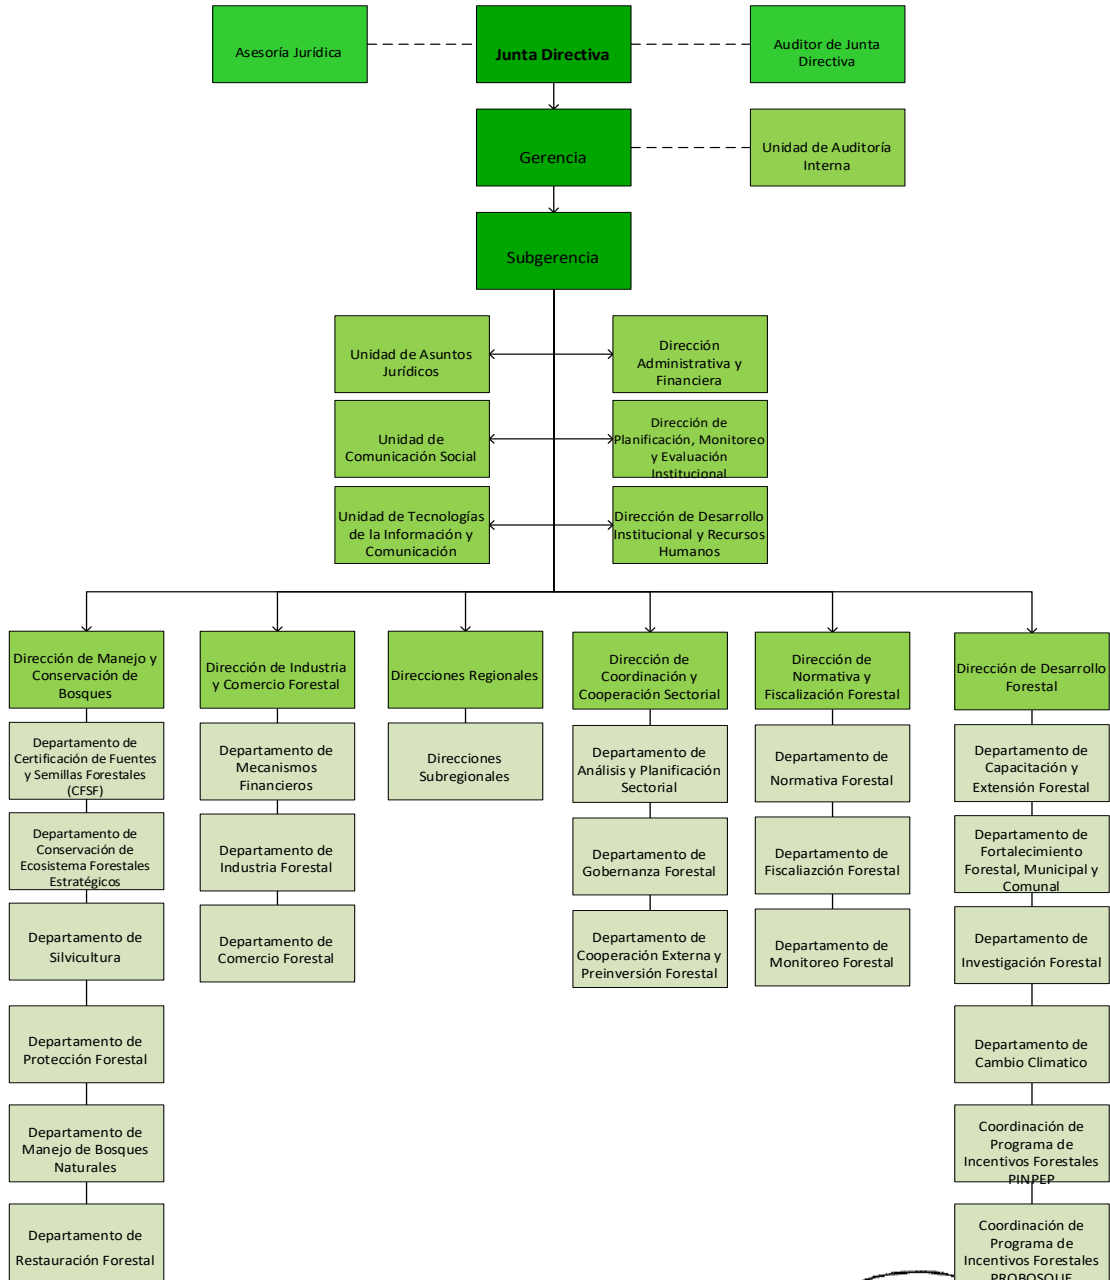 Asesoría Jurídica
Junta Directiva
Auditor de Junta
Directiva
Gerencia
Unidad de Auditoría
Interna
Subgerencia
Unidad de Asuntos
Jurídicos
Dirección
Administrativa y
Financiera
Unidad de
Comunicación Social
Dirección de
Planificación, Monitoreo
y Evaluación
Institucional
Unidad de Tecnologías
de la Información y
Comunicación
Dirección de Desarrollo
Institucional y Recursos
Humanos
Dirección de Manejo y
Conservación de
Bosques
Departamento de
Certificación de Fuentes
y Semillas Forestales
(CFSF)
Departamento de
Conservación de
Ecosistema Forestales
Estratégicos
Departamento de
Silvicultura
Departamento de
Protección Forestal
Departamento de
Manejo de Bosques
Naturales
Departamento de
Restauración Forestal
Dirección de Industria
y Comercio Forestal
Departamento de
Mecanismos
Financieros
Departamento de
Industria Forestal
Departamento de
Comercio Forestal
Direcciones Regionales
Direcciones
Subregionales
Dirección de
Coordinación y
Cooperación Sectorial
Departamento de
Análisis y Planificación
Sectorial
Departamento de
Gobernanza Forestal
Departamento de
Cooperación Externa y
Preinversión Forestal
Dirección de
Normativa y
Fiscalización Forestal
Departamento de
Normativa Forestal
Departamento de
Fiscaliazción Forestal
Departamento de
Monitoreo Forestal
Dirección de Desarrollo
Forestal
Departamento de
Capacitación y
Extensión Forestal
Departamento de
Fortalecimiento
Forestal, Municipal y
Comunal
Departamento de
Investigación Forestal
Departamento de
Cambio Climatico
Coordinación de
Programa de
Incentivos Forestales
PINPEP
Coordinación de
Programa de
Incentivos Forestales
PROBOSQUE